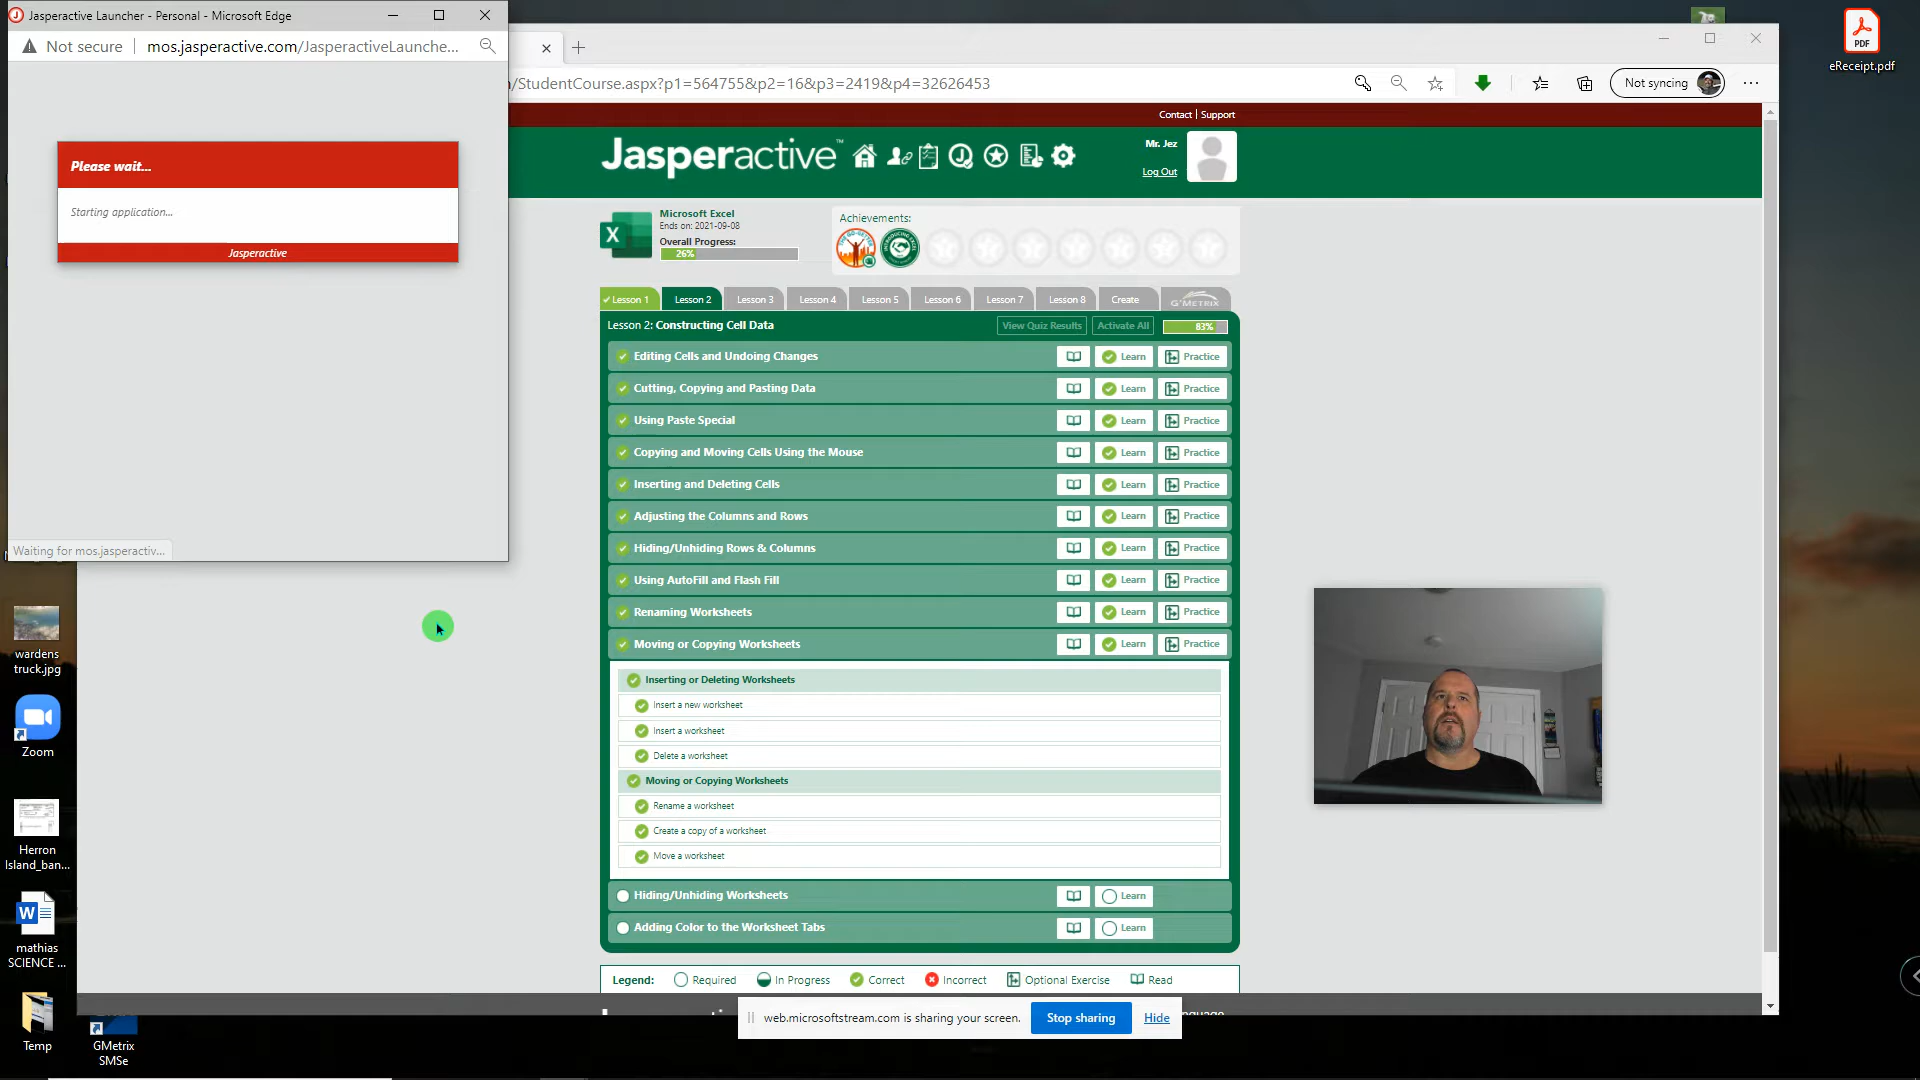 Jasperactive Launcher - Personal - Microsoft Edge
Not secure
mos.jasperactive.com/JasperactiveLaunche...
Please wait...
Starting application...
Jasperactive
Waiting for mos.jasperactiv...
/StudentCourse.aspx?p1=564755&p2=16&p3=2419&p4=32626453
Not syncing
PDF
eReceipt.pdf
Contact | Support
Jasperactive™
Mr. Jez
Log Out
Microsoft Excel
Ends on: 2021-09-08
Overall Progress:
26%
Achievements:
Lesson 1
Lesson 2
Lesson 3
Lesson 4
Lesson 5
Lesson 6
Lesson 7
Lesson 8
Create
GMETRIX
Lesson 2: Constructing Cell Data
View Quiz Results
Activate All
83%
Editing Cells and Undoing Changes Learn Practice
Cutting, Copying and Pasting Data Learn Practice
Using Paste Special Learn Practice
Copying and Moving Cells Using the Mouse Learn Practice
Inserting and Deleting Cells Learn Practice
Adjusting the Columns and Rows Learn Practice
Hiding/Unhiding Rows & Columns Learn Practice
Using AutoFill and Flash Fill Learn Practice
Renaming Worksheets Learn Practice
Moving or Copying Worksheets Learn Practice
Inserting or Deleting Worksheets
Insert a new worksheet
Insert a worksheet
Delete a worksheet
Moving or Copying Worksheets
Rename a worksheet
Create a copy of a worksheet
Move a worksheet
Hiding/Unhiding Worksheets Learn
Adding Color to the Worksheet Tabs Learn
Legend: Required In Progress Correct Incorrect Optional Exercise Read
web.microsoftstream.com is sharing your screen.
Stop sharing
Hide
wardens
truck.jpg
Zoom
Herron
Island_ban...
W
mathias
SCIENCE ...
Temp
GMetrix
SMSe